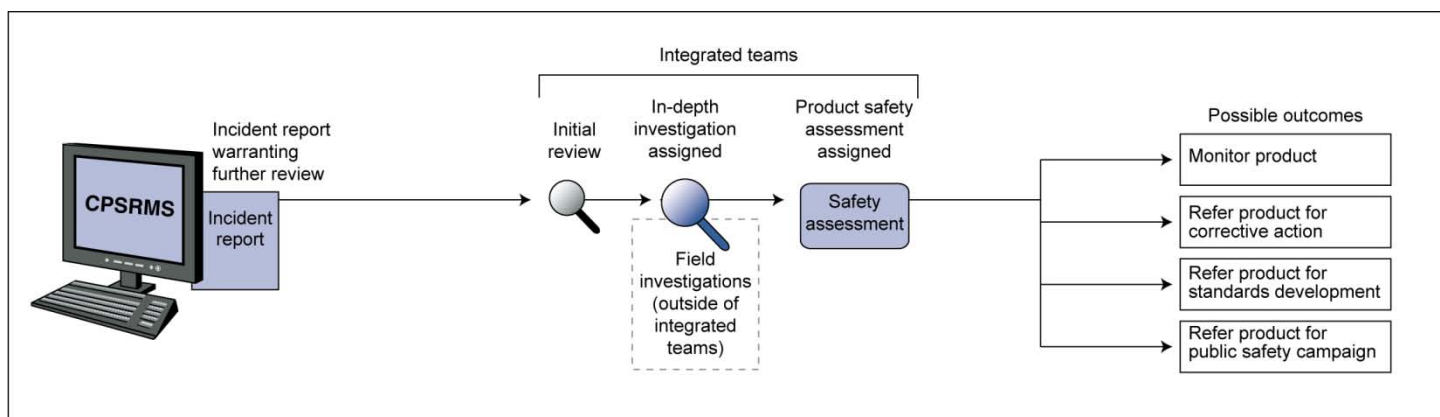 Integrated teams
CPSRMS
Incident report
warranting
further review
Incident
report
Initial
review
In-depth
investigation
assigned
Field
investigations
(outside of
integrated
teams)
Product safety
assessment
assigned
Safety
assessment
Possible outcomes
Monitor product
Refer product for
corrective action
Refer product for
standards development
Refer product for
public safety campaign